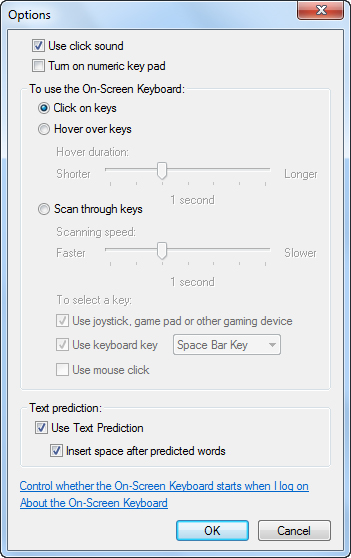 Options
Use click sound
Turn on numeric key pad
To use the On-Screen Keyboard:
Click on keys
Hover over keys
Hover duration:
Shorter Longer
1 second
Scan through keys
Scanning speed:
Faster Slower
1 second
To select a key:
Use joystick, game pad or other gaming device
Use keyboard key Space Bar Key
Use mouse click
Text prediction:
Use Text Prediction
Insert space after predicted words
Control whether the On-Screen Keyboard starts when I log on
About the On-Screen Keyboard
OK Cancel